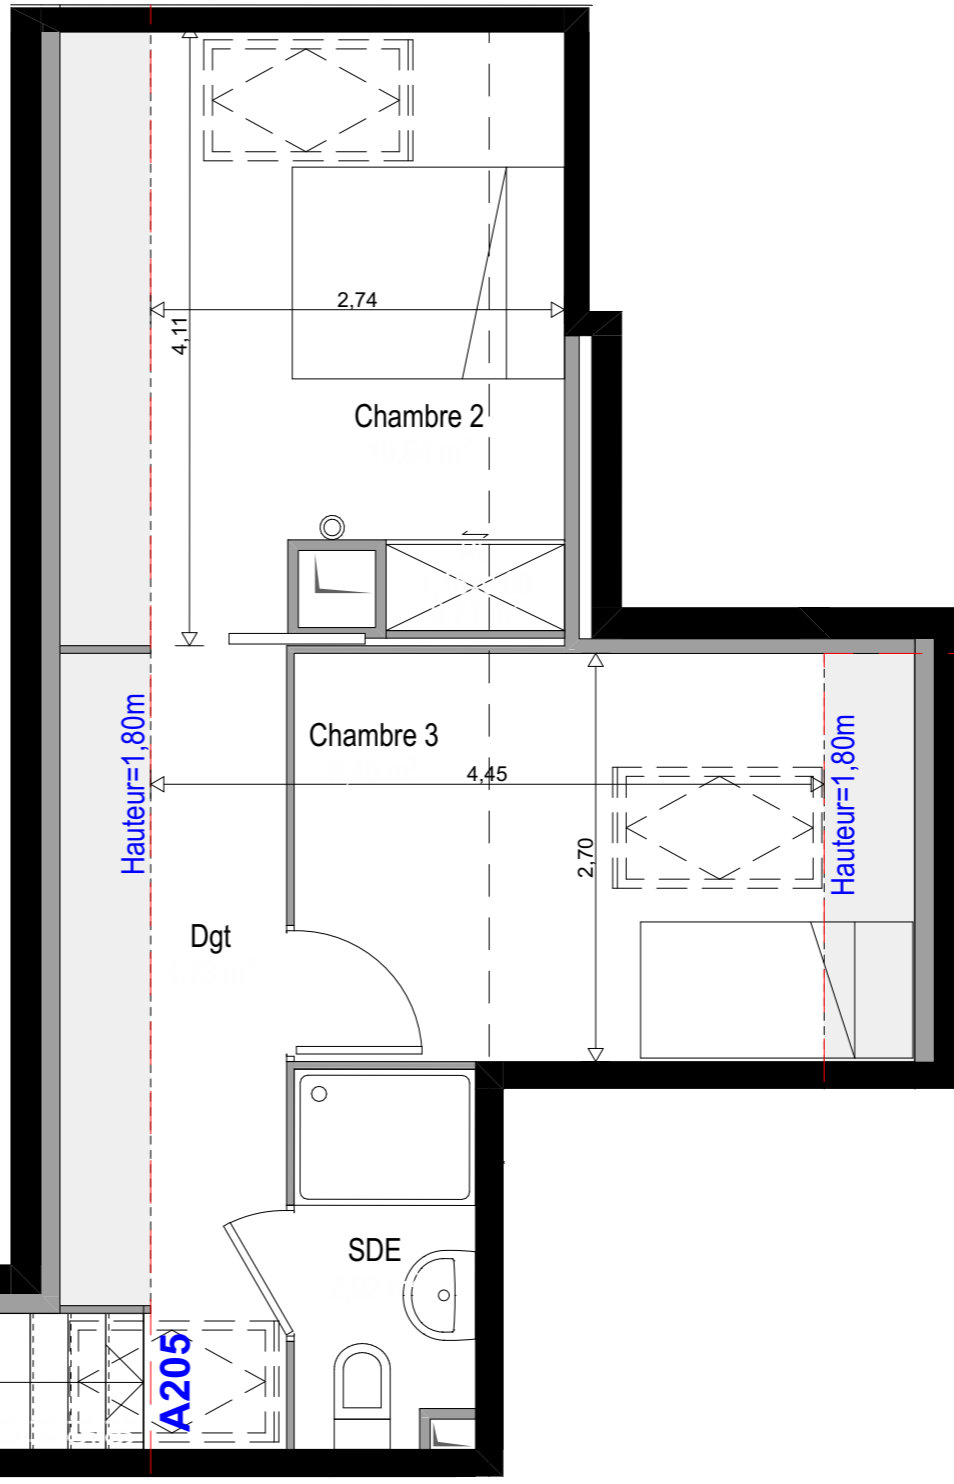 2,74
4,11
Chambre 2
Hauteur=1,80m
Chambre 3
4,45
Hauteur=1,80m
2,70
Dgt
SDE
A205